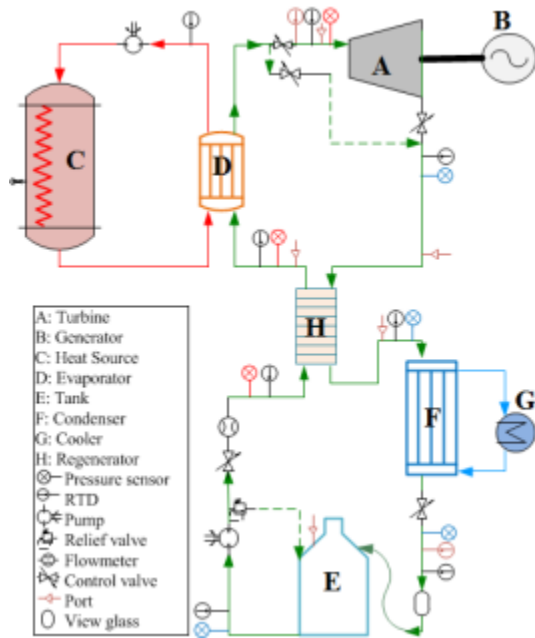 B
A
C
D
H
A: Turbine
B: Generator
C: Heat Source
D: Evaporator
E: Tank
F: Condenser
G: Cooler
H: Regenerator
Pressure sensor
RTD
Pump
Relief valve
Flowmeter
Control valve
Port
View glass
F
G
E